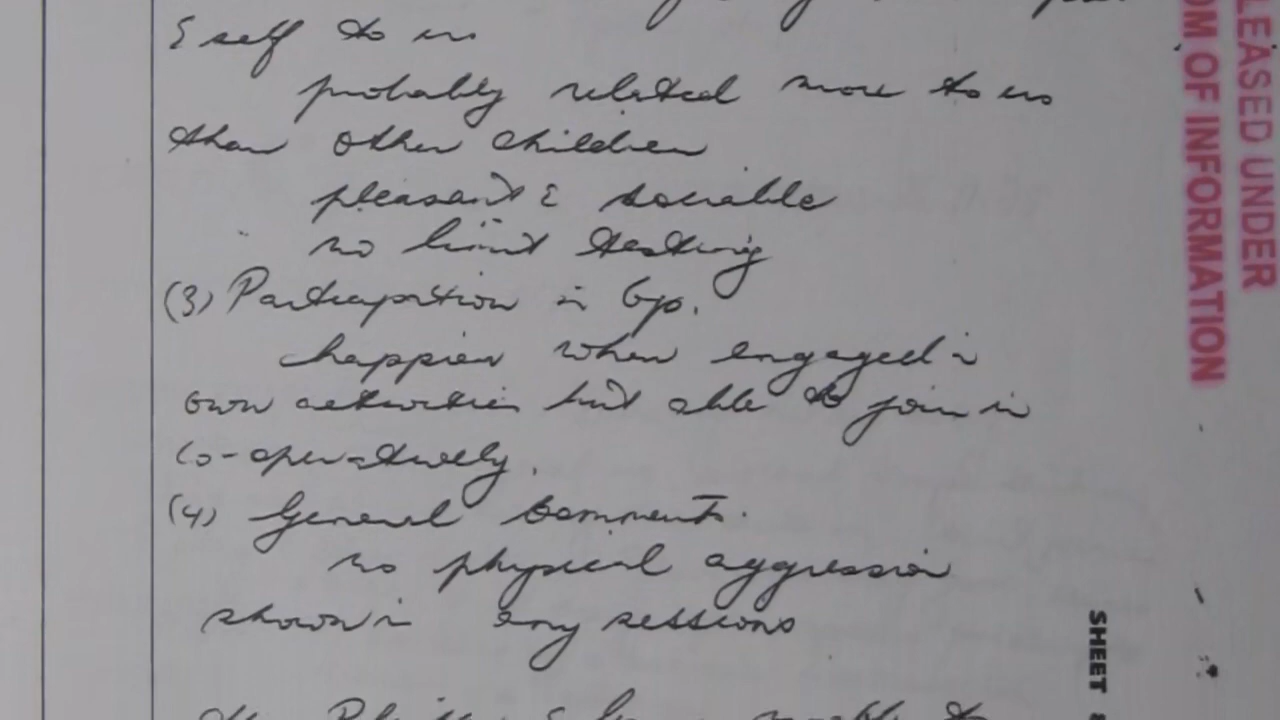 & self to us
probably related more to us
than other children
pleasant & sociable
no limit testing
(3) Participation in Gp.
happier when engaged in
own activities but able to join in
co-operatively.
(4) General Comments.
no physical aggression
shown in any sessions
LEASED UNDER
OM OF INFORMATION
SHEET